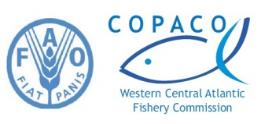 FAO
FIAT PANIS
COPACO
Western Central Atlantic
Fishery Commission